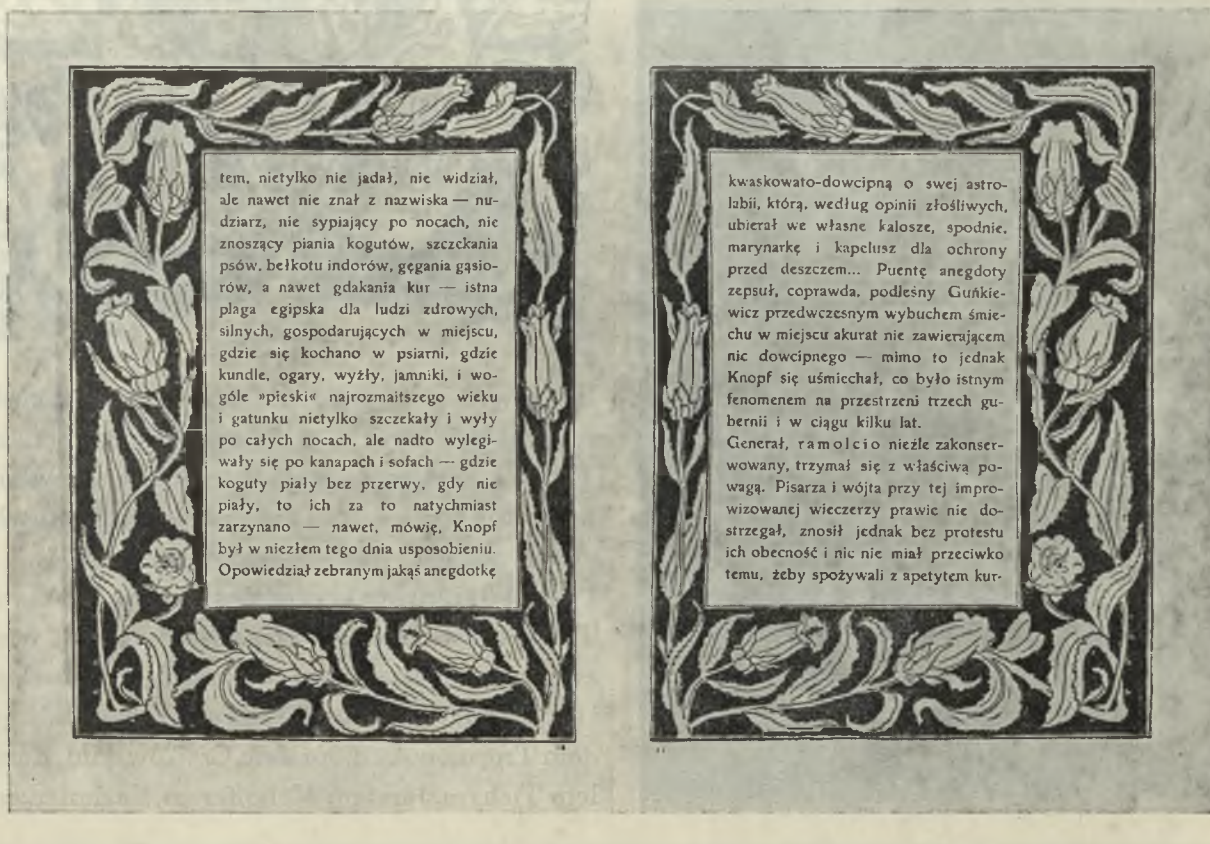 tem, nietylko nie jadał, nie widział,
ale nawet nie znał z nazwiska — nu-
dziarz, nie sypiający po nocach, nie
znoszący piania kogutów, szczekania
psów, bełkotu indorów, gęgania gąsio-
rów, a nawet gdakania kur — istna
plaga egipska dla ludzi zdrowych,
silnych, gospodarujących w miejscu,
gdzie się kochano w psiarni, gdzie
kundle, ogary, wyżły, jamniki, i wo-
góle »pieski« najrozmaitszego wieku
i gatunku nietylko szczekały i wyły
po całych nocach, ale nadto wylegi-
wały się po kanapach i sofach — gdzie
koguty piały bez przerwy, gdy nie
piały, to ich za to natychmiast
zarzynano — nawet, mówię, Knopf
był w niezłem tego dnia usposobieniu.
Opowiedział zebranym jakąś anegdotkę
kwaskowato-dowcipną o swej astro-
labii, którą, według opinii złośliwych,
ubierał we własne kalosze, spodnie,
marynarkę i kapelusz dla ochrony
przed deszczem... Puentę anegdoty
zepsuł, coprawda, podleśny Guńkie-
wicz przedwczesnym wybuchem śmie-
chu w miejscu akurat nie zawierającem
nic dowcipnego — mimo to jednak
Knopf się uśmiechał, co było istnym
fenomenem na przestrzeni trzech gu-
bernii i w ciągu kilku lat.
Generał, ramolcio nieźle zakonser-
wowany, trzymał się z właściwą po-
wagą. Pisarza i wójta przy tej impro-
wizowanej wieczerzy prawie nie do-
strzegał, znosił jednak bez protestu
ich obecność i nic nie miał przeciwko
temu, żeby spożywali z apetytem kur-